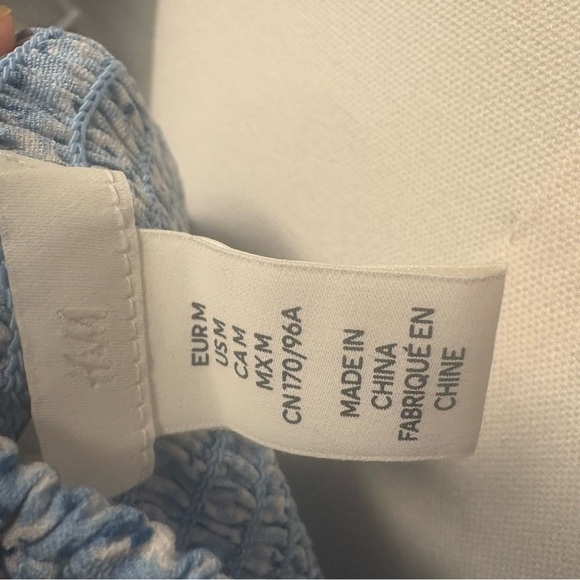 EUR M
US M
CA M
MX M
CN 170/96A
MADE IN
CHINA
FABRIQUÉ EN
CHINE